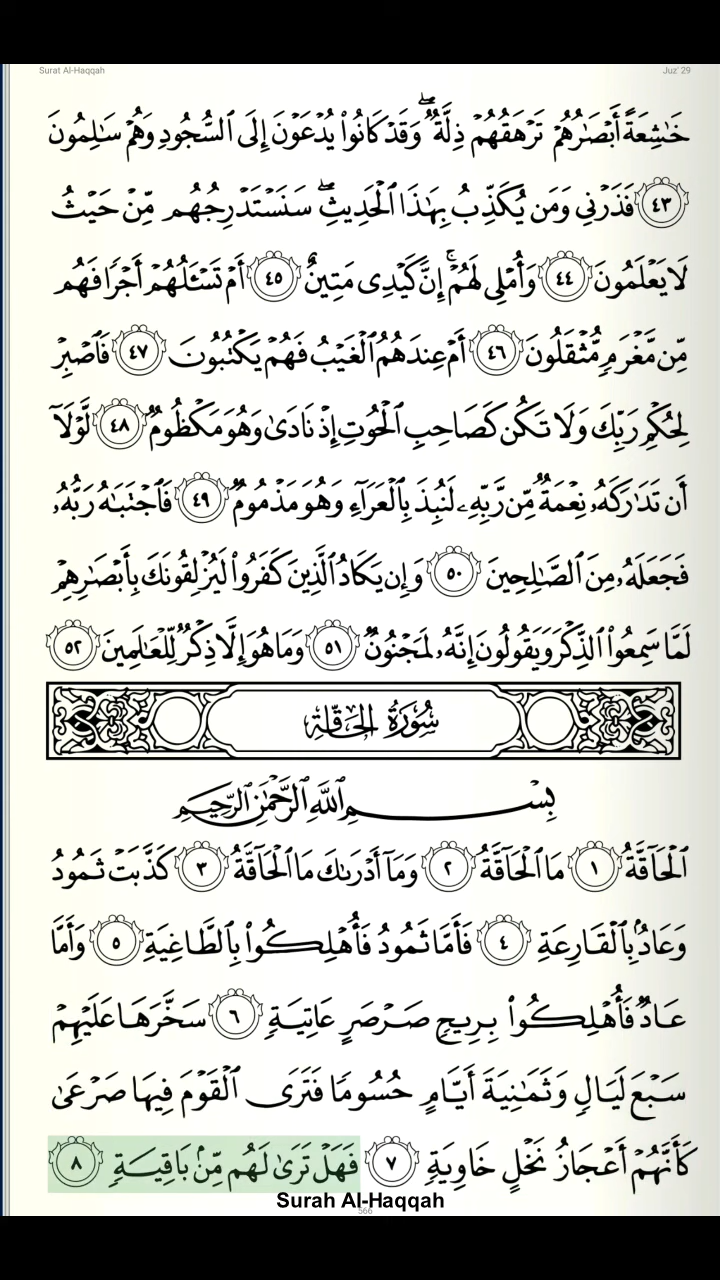 Surat Al-Haqqah
Juz' 29
خَٰشِعَةً أَبْصَٰرُهُمْ تَرْهَقُهُمْ ذِلَّةٌ ۖ وَقَدْ كَانُوا۟ يُدْعَوْنَ إِلَى ٱلسُّجُودِ وَهُمْ سَٰلِمُونَ
٤٣ فَذَرْنِى وَمَن يُكَذِّبُ بِهَٰذَا ٱلْحَدِيثِ ۖ سَنَسْتَدْرِجُهُم مِّنْ حَيْثُ
لَا يَعْلَمُونَ ٤٤ وَأُمْلِى لَهُمْ ۚ إِنَّ كَيْدِى مَتِينٌ ٤٥ أَمْ تَسْـَٔلُهُمْ أَجْرًا فَهُم
مِّن مَّغْرَمٍ مُّثْقَلُونَ ٤٦ أَمْ عِندَهُمُ ٱلْغَيْبُ فَهُمْ يَكْتُبُونَ ٤٧ فَٱصْبِرْ
لِحُكْمِ رَبِّكَ وَلَا تَكُن كَصَاحِبِ ٱلْحُوتِ إِذْ نَادَىٰ وَهُوَ مَكْظُومٌ ٤٨ لَّوْلَآ
أَن تَدَٰرَكَهُۥ نِعْمَةٌ مِّن رَّبِّهِۦ لَنُبِذَ بِٱلْعَرَآءِ وَهُوَ مَذْمُومٌ ٤٩ فَٱجْتَبَٰهُ رَبُّهُۥ
فَجَعَلَهُۥ مِنَ ٱلصَّٰلِحِينَ ٥٠ وَإِن يَكَادُ ٱلَّذِينَ كَفَرُوا۟ لَيُزْلِقُونَكَ بِأَبْصَٰرِهِمْ
لَمَّا سَمِعُوا۟ ٱلذِّكْرَ وَيَقُولُونَ إِنَّهُۥ لَمَجْنُونٌ ٥١ وَمَا هُوَ إِلَّا ذِكْرٌ لِّلْعَٰلَمِينَ ٥٢
سُورَةُ الحَاقَّةِ
بِسْمِ ٱللَّهِ ٱلرَّحْمَٰنِ ٱلرَّحِيمِ
ٱلْحَآقَّةُ ١ مَا ٱلْحَآقَّةُ ٢ وَمَآ أَدْرَىٰكَ مَا ٱلْحَآقَّةُ ٣ كَذَّبَتْ ثَمُودُ
وَعَادٌۢ بِٱلْقَارِعَةِ ٤ فَأَمَّا ثَمُودُ فَأُهْلِكُوا۟ بِٱلطَّاغِيَةِ ٥ وَأَمَّا
عَادٌ فَأُهْلِكُوا۟ بِرِيحٍ صَرْصَرٍ عَاتِيَةٍ ٦ سَخَّرَهَا عَلَيْهِمْ
سَبْعَ لَيَالٍ وَثَمَٰنِيَةَ أَيَّامٍ حُسُومًا فَتَرَى ٱلْقَوْمَ فِيهَا صَرْعَىٰ
كَأَنَّهُمْ أَعْجَازُ نَخْلٍ خَاوِيَةٍ ٧ فَهَلْ تَرَىٰ لَهُم مِّنۢ بَاقِيَةٍ ٨
Surah Al-Haqqah
566